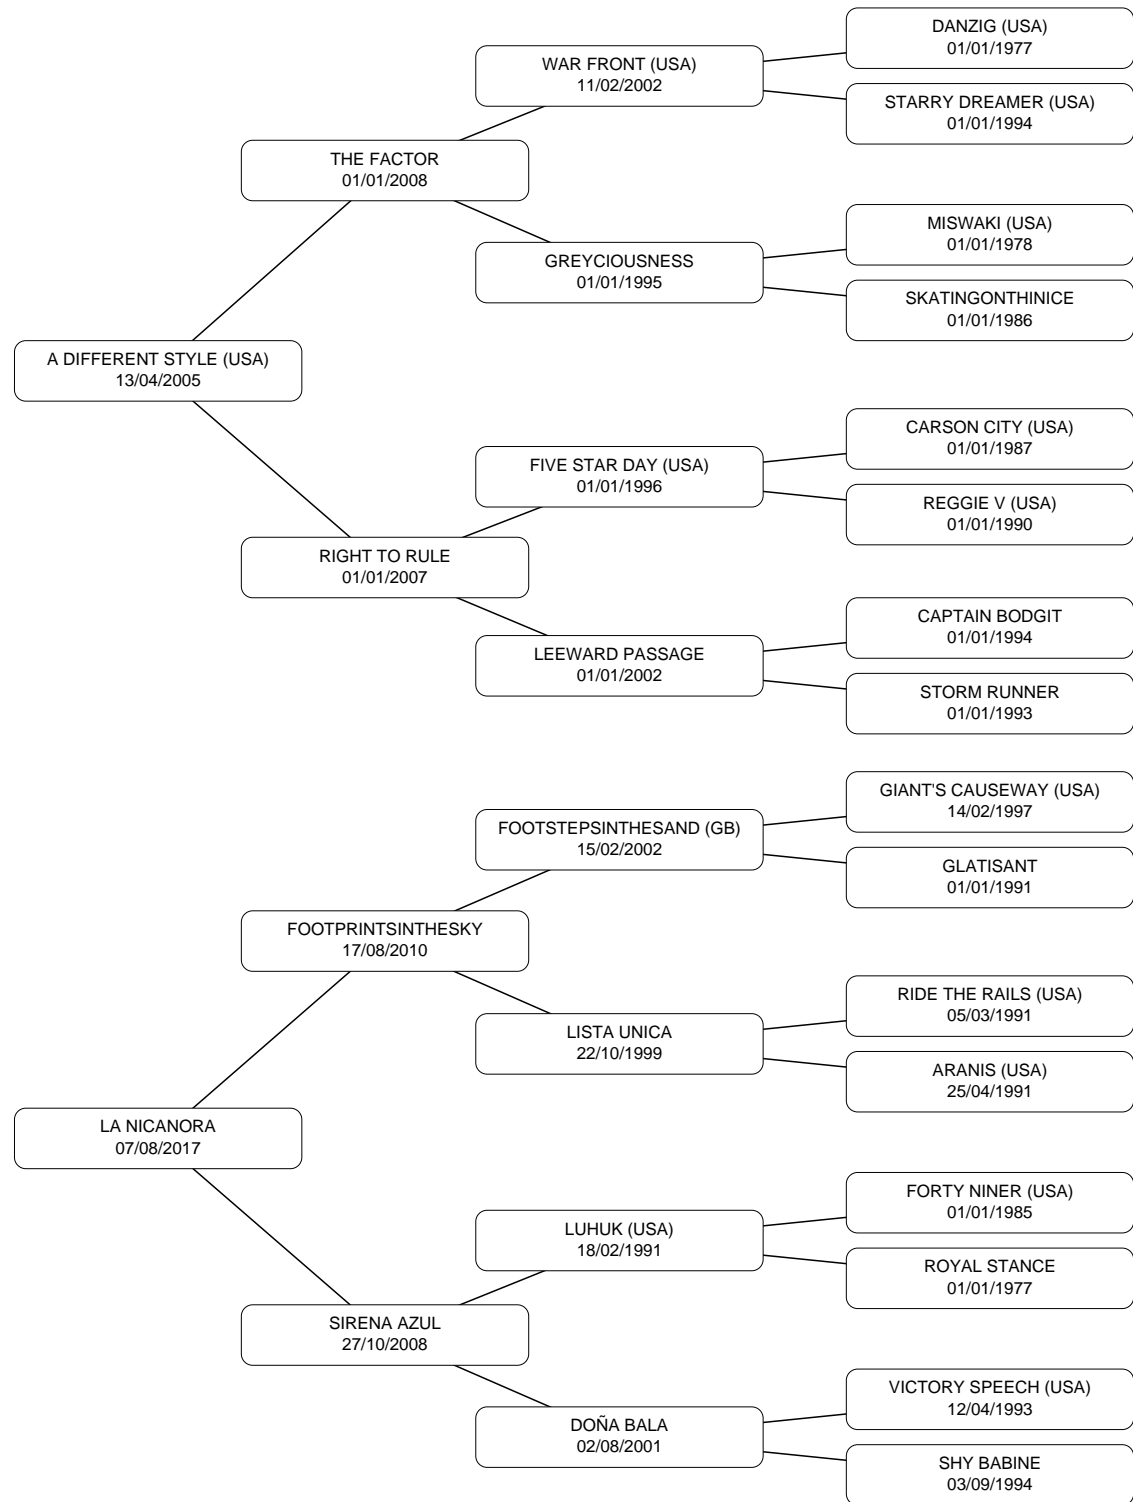 DANZIG (USA)
01/01/1977
WAR FRONT (USA)
11/02/2002
STARRY DREAMER (USA)
01/01/1994
THE FACTOR
01/01/2008
MISWAKI (USA)
01/01/1978
GREYCIOUSNESS
01/01/1995
SKATINGONTHINICE
01/01/1986
A DIFFERENT STYLE (USA)
13/04/2005
CARSON CITY (USA)
01/01/1987
FIVE STAR DAY (USA)
01/01/1996
REGGIE V (USA)
01/01/1990
RIGHT TO RULE
01/01/2007
CAPTAIN BODGIT
01/01/1994
LEEWARD PASSAGE
01/01/2002
STORM RUNNER
01/01/1993
GIANT'S CAUSEWAY (USA)
14/02/1997
FOOTSTEPSINTHESAND (GB)
15/02/2002
GLATISANT
01/01/1991
FOOTPRINTSINTHESKY
17/08/2010
RIDE THE RAILS (USA)
05/03/1991
LISTA UNICA
22/10/1999
ARANIS (USA)
25/04/1991
LA NICANORA
07/08/2017
FORTY NINER (USA)
01/01/1985
LUHUK (USA)
18/02/1991
ROYAL STANCE
01/01/1977
SIRENA AZUL
27/10/2008
VICTORY SPEECH (USA)
12/04/1993
DOÑA BALA
02/08/2001
SHY BABINE
03/09/1994